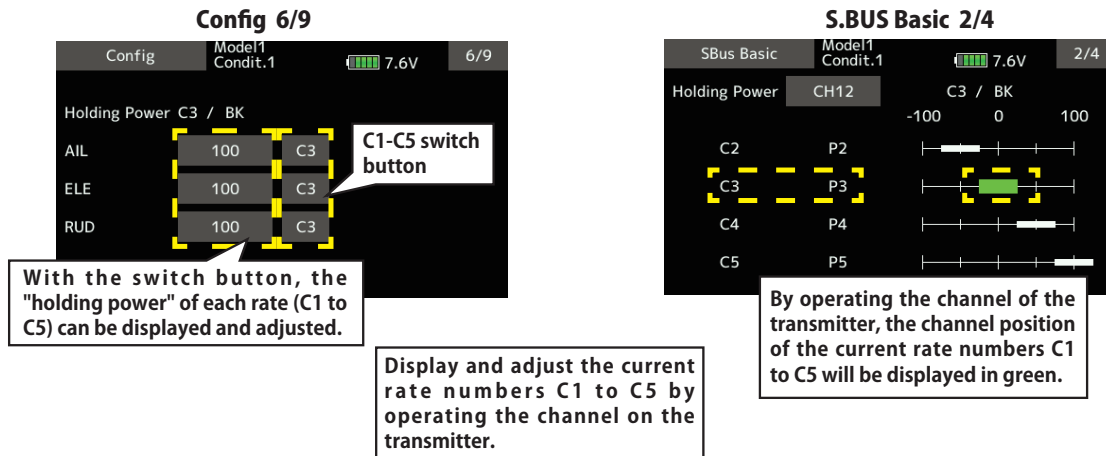 Config 6/9
Config
Model1
Condit.1
7.6V
6/9
Holding Power C3 / BK
AIL 100 C3
ELE 100 C3
RUD 100 C3
C1-C5 switch
button
With the switch button, the
"holding power" of each rate (C1 to
C5) can be displayed and adjusted.
S.BUS Basic 2/4
SBus Basic
Model1
Condit.1
7.6V
2/4
Holding Power CH12 C3 / BK
-100 0 100
C2 P2
C3 P3
C4 P4
C5 P5
By operating the channel of the
transmitter, the channel position
of the current rate numbers C1
to C5 will be displayed in green.
Display and adjust the current
rate numbers C1 to C5 by
operating the channel on the
transmitter.